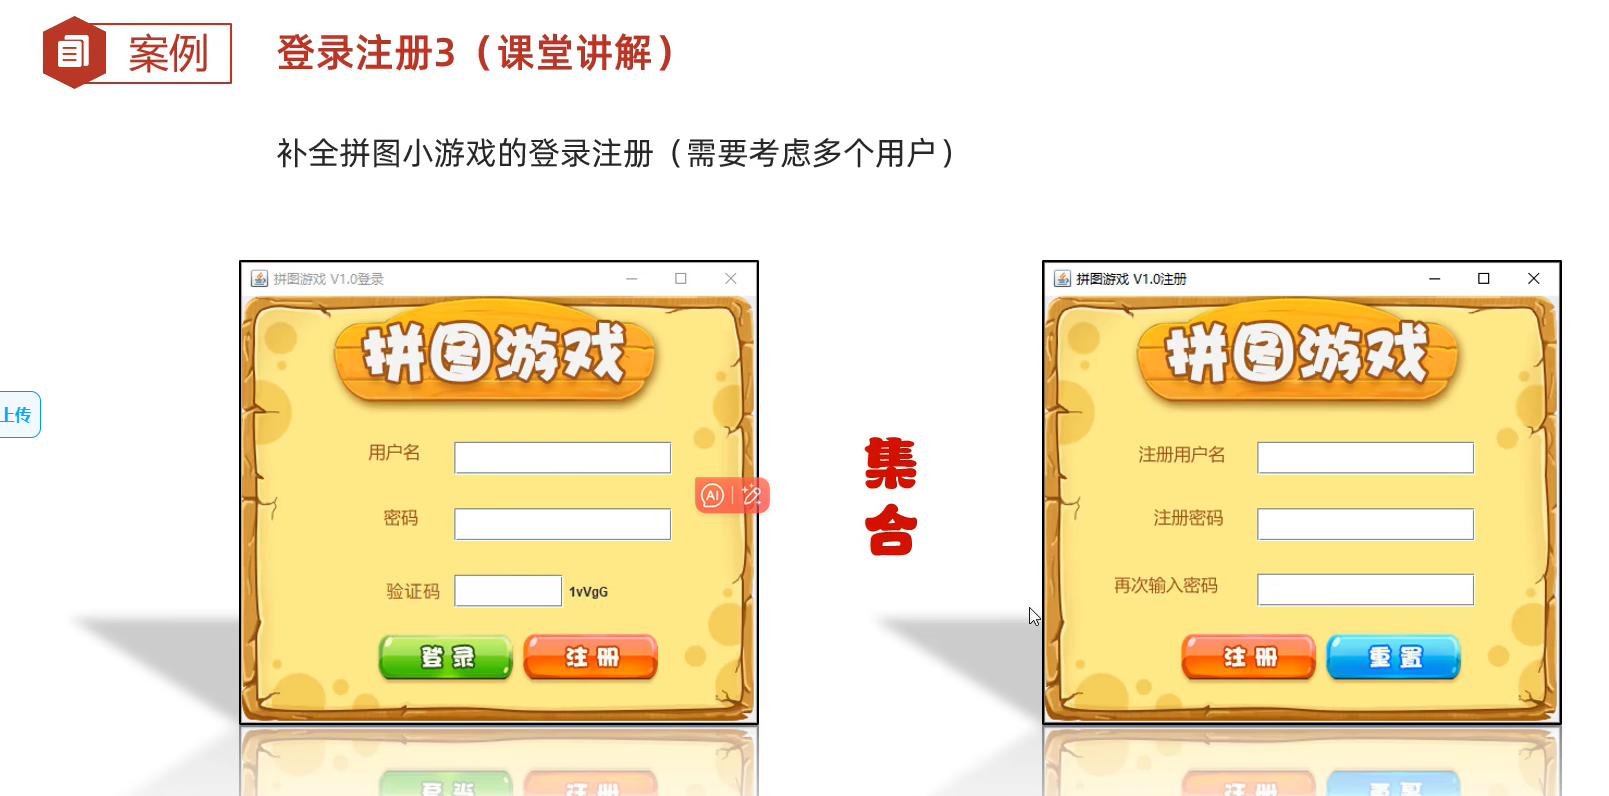 案例
登录注册3（课堂讲解）
补全拼图小游戏的登录注册（需要考虑多个用户）
拼图游戏 V1.0登录
拼图游戏
用户名
密码
验证码
1vVgG
登录
注册
上传
AI
集
合
拼图游戏 V1.0注册
拼图游戏
注册用户名
注册密码
再次输入密码
注册
重置